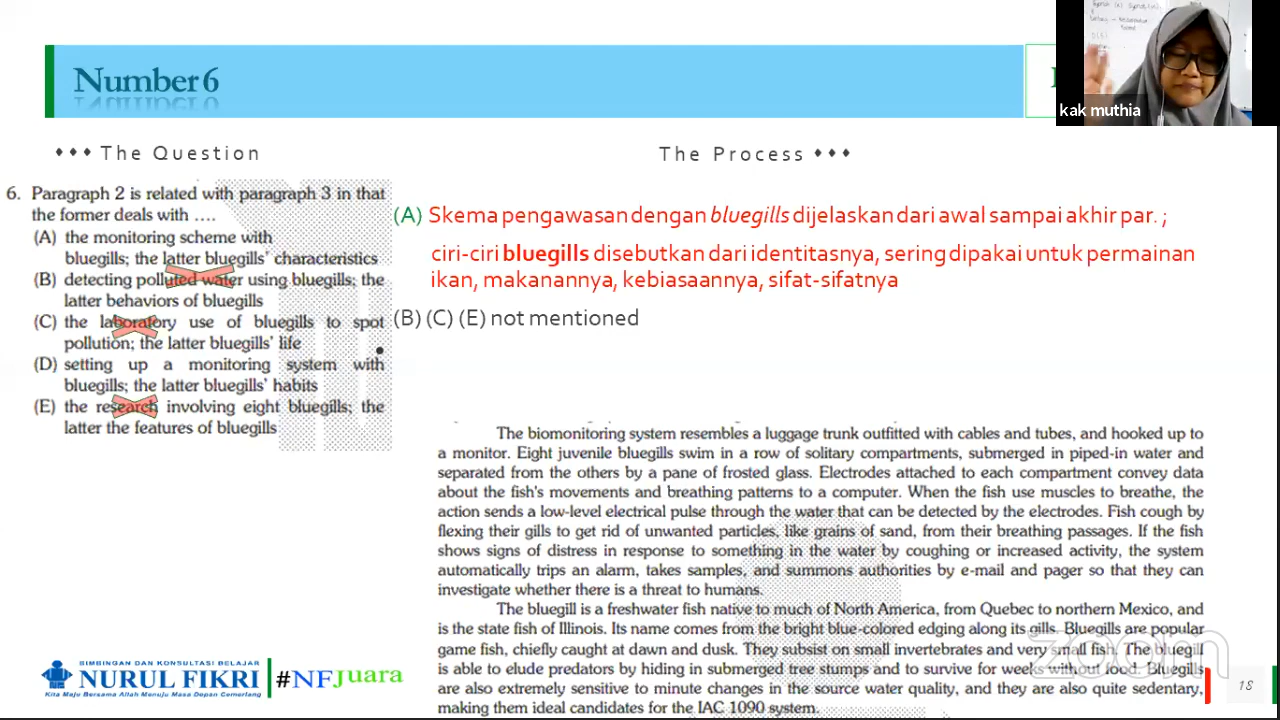 Number 6
kak muthia
The Question
The Process
6. Paragraph 2 is related with paragraph 3 in that
the former deals with ....
(A) the monitoring scheme with
bluegills; the latter bluegills' characteristics
(B) detecting polluted water using bluegills; the
latter behaviors of bluegills
(C) the laboratory use of bluegills to spot
pollution; the latter bluegills' life
(D) setting up a monitoring system with
bluegills; the latter bluegills' habits
(E) the research involving eight bluegills; the
latter the features of bluegills
(A) Skema pengawasan dengan bluegills dijelaskan dari awal sampai akhir par. ;
ciri-ciri bluegills disebutkan dari identitasnya, sering dipakai untuk permainan
ikan, makanannya, kebiasaannya, sifat-sifatnya
(B) (C) (E) not mentioned
The biomonitoring system resembles a luggage trunk outfitted with cables and tubes, and hooked up to
a monitor. Eight juvenile bluegills swim in a row of solitary compartments, submerged in piped-in water and
separated from the others by a pane of frosted glass. Electrodes attached to each compartment convey data
about the fish's movements and breathing patterns to a computer. When the fish use muscles to breathe, the
action sends a low-level electrical pulse through the water that can be detected by the electrodes. Fish cough by
flexing their gills to get rid of unwanted particles, like grains of sand, from their breathing passages. If the fish
shows signs of distress in response to something in the water by coughing or increased activity, the system
automatically trips an alarm, takes samples, and summons authorities by e-mail and pager so that they can
investigate whether there is a threat to humans.
The bluegill is a freshwater fish native to much of North America, from Quebec to northern Mexico, and
is the state fish of Illinois. Its name comes from the bright blue-colored edging along its gills. Bluegills are popular
game fish, chiefly caught at dawn and dusk. They subsist on small invertebrates and very small fish. The bluegill
is able to elude predators by hiding in submerged tree stumps and to survive for weeks without food. Bluegills
are also extremely sensitive to minute changes in the source water quality, and they are also quite sedentary,
making them ideal candidates for the IAC 1090 system.
zoom
BIMBINGAN DAN KONSULTASI BELAJAR
NURUL FIKRI
Kita Maju Bersama Allah Menuju Masa Depan Cemerlang
#NFJuara
18